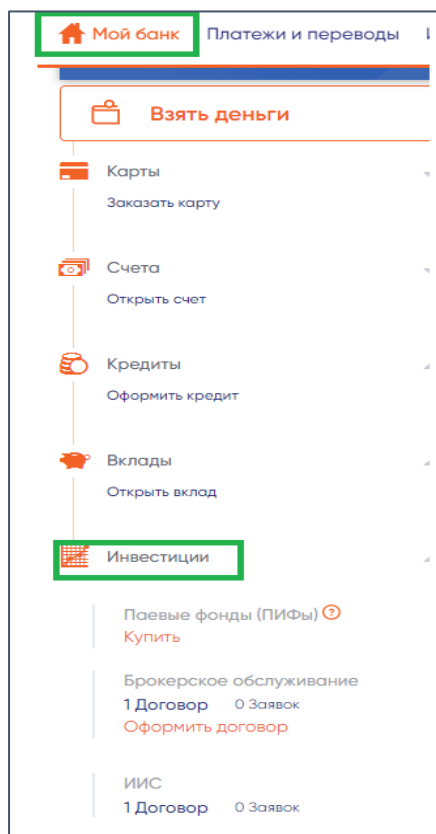 Мой банк Платежи и переводы
Взять деньги
Карты
Заказать карту
Счета
Открыть счет
Кредиты
Оформить кредит
Вклады
Открыть вклад
Инвестиции
Паевые фонды (ПИФы) ?
Купить
Брокерское обслуживание
1 Договор 0 Заявок
Оформить договор
ИИС
1 Договор 0 Заявок